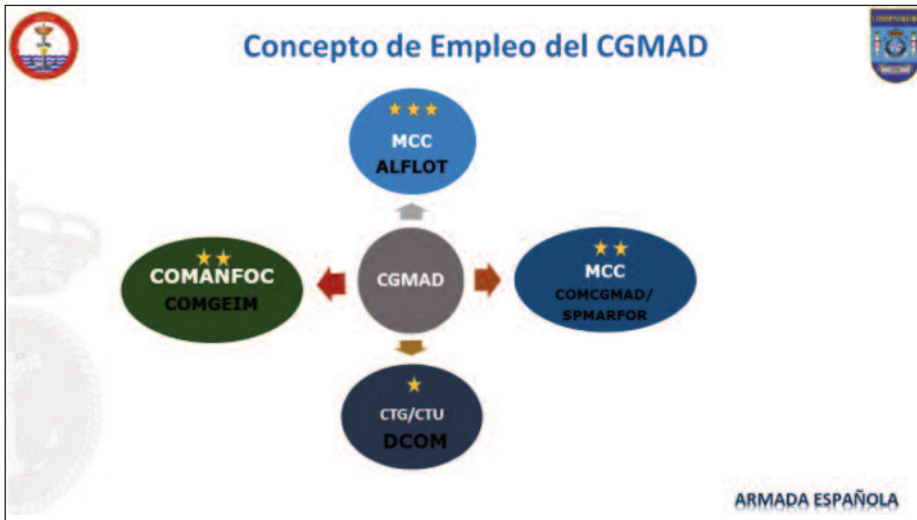 Concepto de Empleo del CGMAD
MCC
ALFLOT
COMANFOC
COMGEIM
CGMAD
MCC
COMCGMAD/
SPMARFOR
CTG/CTU
DCOM
ARMADA ESPAÑOLA